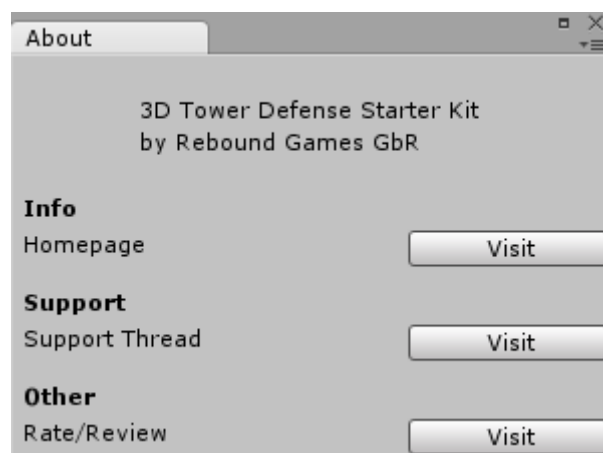 About
3D Tower Defense Starter Kit
by Rebound Games GbR
Info
Homepage Visit
Support
Support Thread Visit
Other
Rate/Review Visit